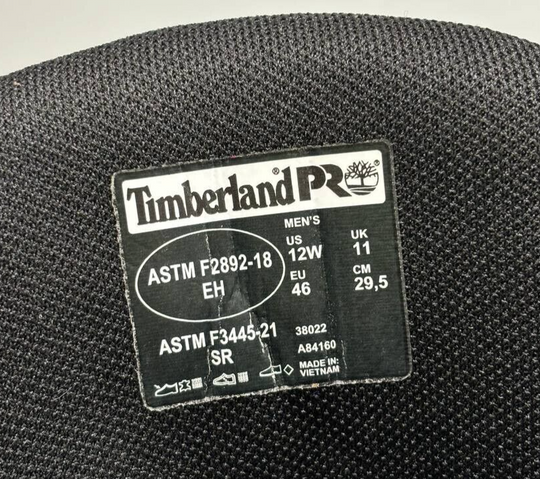 Timberland® PRO®
MEN'S
US UK
12W 11
EU CM
46 29,5
ASTM F2892-18
EH
ASTM F3445-21
SR
38022
A84160
MADE IN:
VIETNAM